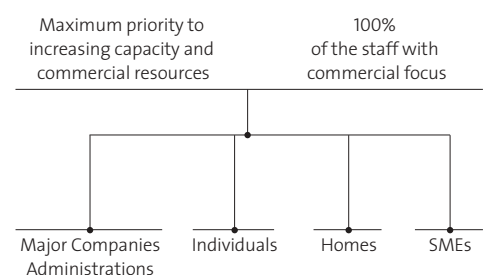 Maximum priority to
increasing capacity and
commercial resources
100%
of the staff with
commercial focus
Major Companies
Administrations
Individuals
Homes
SMEs